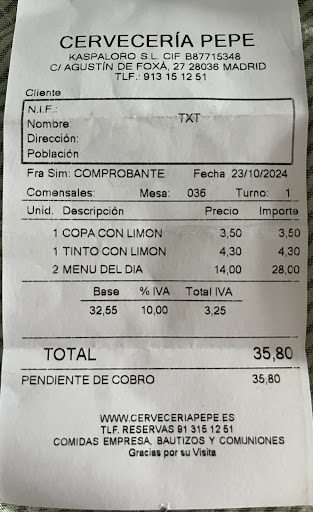 CERVECERÍA PEPE
KASPALORO S.L. CIF B87715348
C/ AGUSTÍN DE FOXÁ, 27 28036 MADRID
TLF.: 913 15 12 51
Cliente
N.I.F.:
Nombre: TXT
Dirección:
Población
Fra Sim: COMPROBANTE Fecha 23/10/2024
Comensales: Mesa: 036 Turno: 1
Unid. Descripción Precio Importe
1 COPA CON LIMON 3,50 3,50
1 TINTO CON LIMON 4,30 4,30
2 MENU DEL DIA 14,00 28,00
Base % IVA Total IVA
32,55 10,00 3,25
TOTAL 35,80
PENDIENTE DE COBRO 35,80
WWW.CERVECERIAPEPE.ES
TLF. RESERVAS 91 315 12 51
COMIDAS EMPRESA, BAUTIZOS Y COMUNIONES
Gracias por su Visita